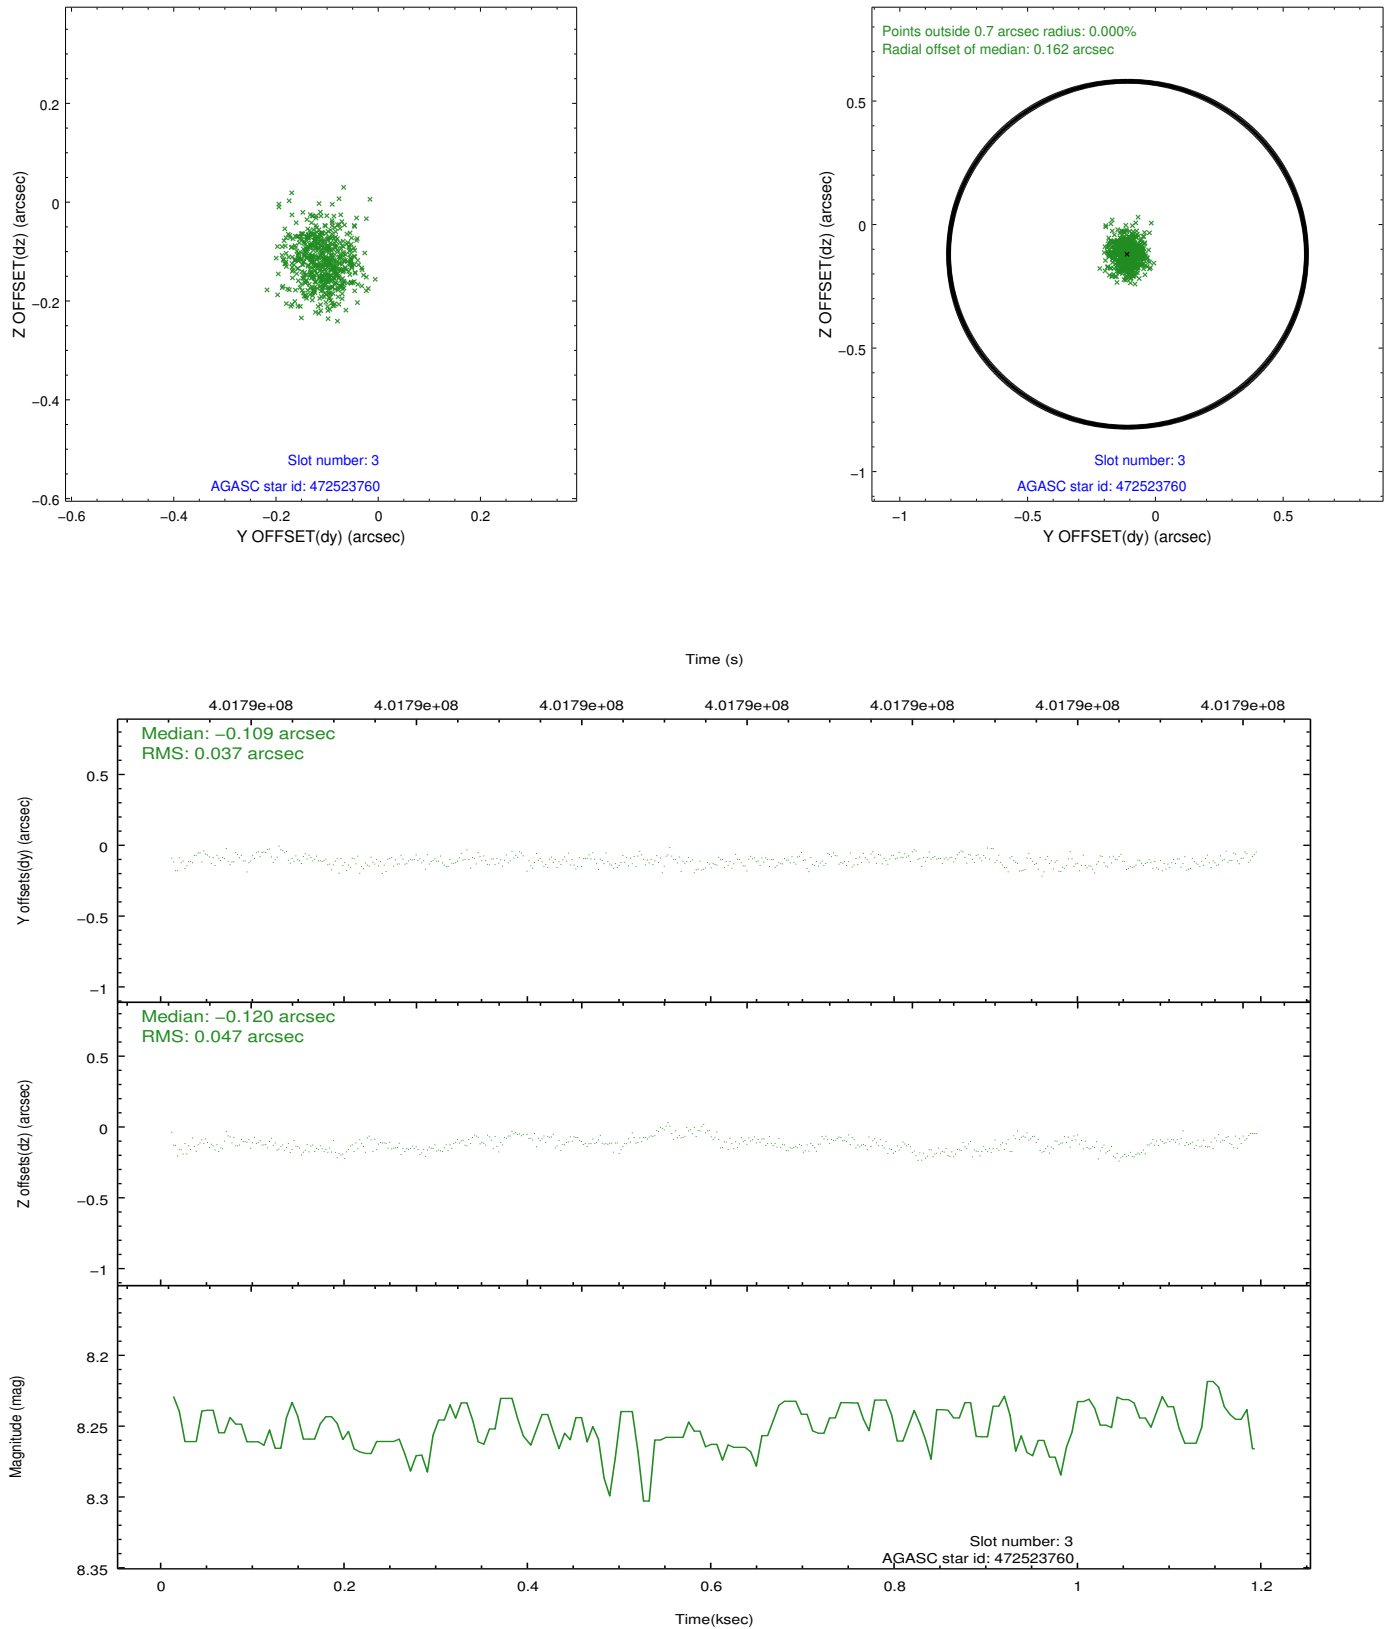 0.2
0
−0.2
−0.4
−0.6
Z OFFSET(dz) (arcsec)
Slot number: 3
AGASC star id: 472523760
−0.6
−0.4
−0.2
0
0.2
Y OFFSET(dy) (arcsec)
Points outside 0.7 arcsec radius: 0.000%
Radial offset of median: 0.162 arcsec
0.5
0
−0.5
−1
Z OFFSET(dz) (arcsec)
Slot number: 3
AGASC star id: 472523760
−1
−0.5
0
0.5
Y OFFSET(dy) (arcsec)
Time (s)
4.0179e+08
4.0179e+08
4.0179e+08
4.0179e+08
4.0179e+08
4.0179e+08
4.0179e+08
Median: −0.109 arcsec
RMS: 0.037 arcsec
0.5
0
−0.5
−1
Y offsets(dy) (arcsec)
Median: −0.120 arcsec
RMS: 0.047 arcsec
0.5
0
−0.5
−1
Z offsets(dz) (arcsec)
8.2
8.25
8.3
8.35
Magnitude (mag)
Slot number: 3
AGASC star id: 472523760
0
0.2
0.4
0.6
0.8
1
1.2
Time(ksec)